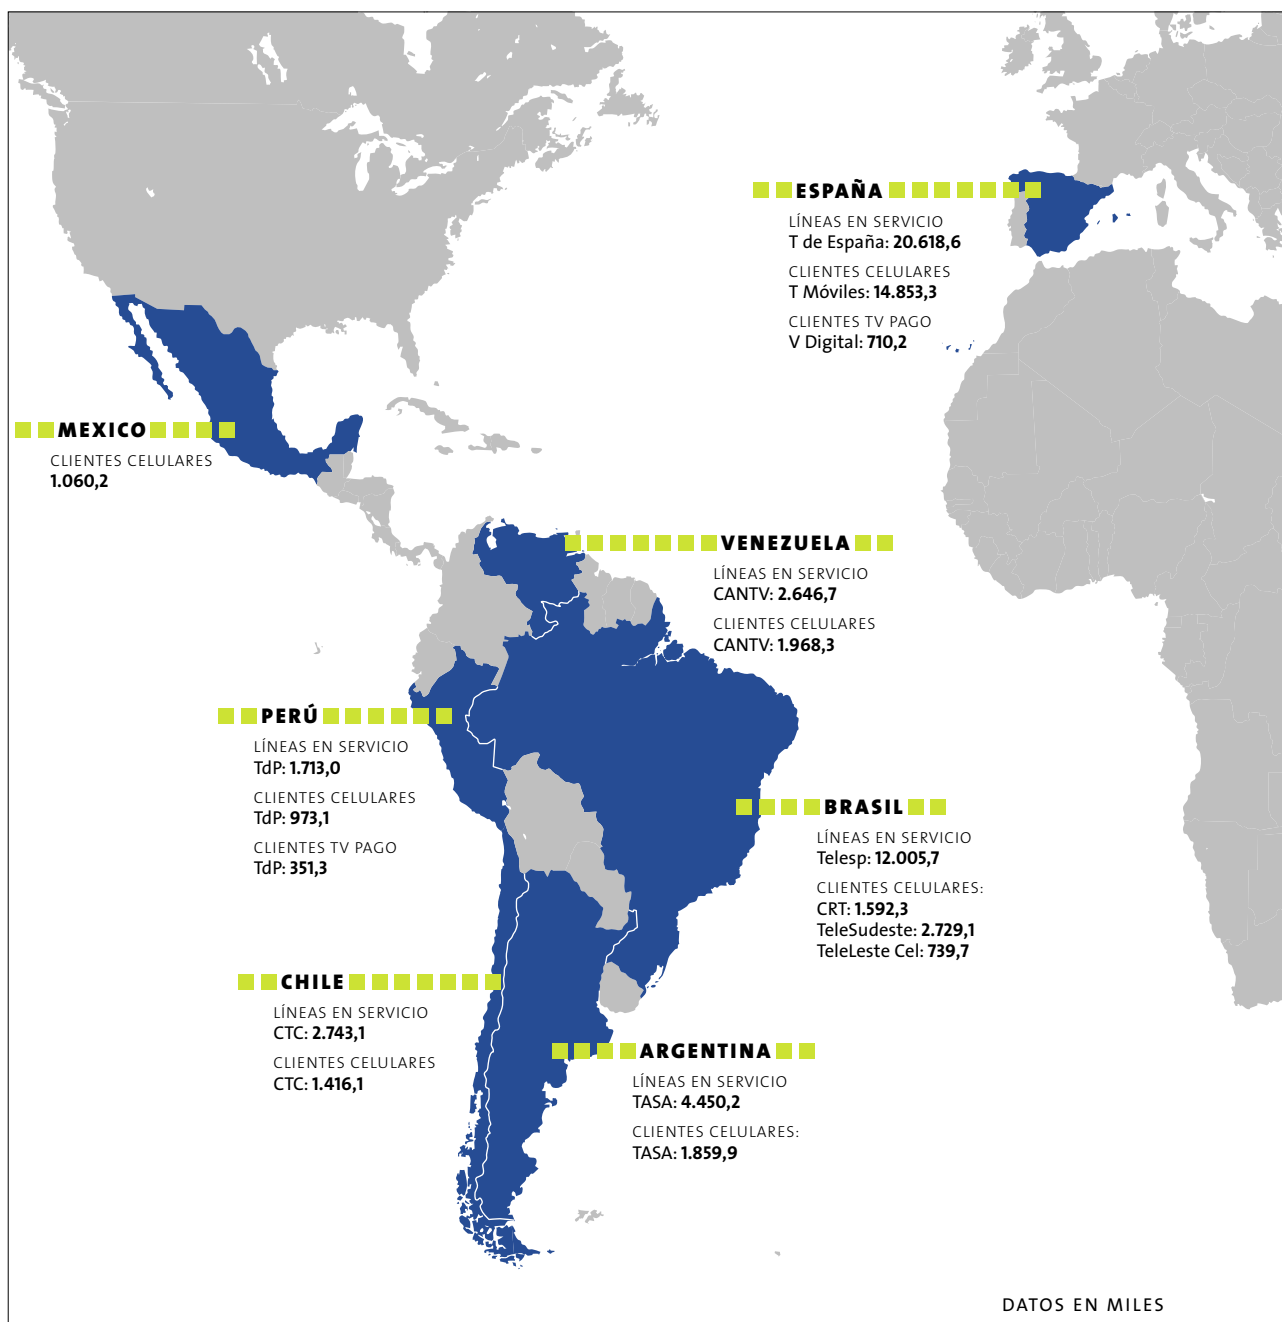 ESPAÑA
LÍNEAS EN SERVICIO
T de España: 20.618,6
CLIENTES CELULARES
T Móviles: 14.853,3
CLIENTES TV PAGO
V Digital: 710,2
MEXICO
CLIENTES CELULARES
1.060,2
VENEZUELA
LÍNEAS EN SERVICIO
CANTV: 2.646,7
CLIENTES CELULARES
CANTV: 1.968,3
PERÚ
LÍNEAS EN SERVICIO
TdP: 1.713,0
CLIENTES CELULARES
TdP: 973,1
CLIENTES TV PAGO
TdP: 351,3
BRASIL
LÍNEAS EN SERVICIO
Telesp: 12.005,7
CLIENTES CELULARES:
CRT: 1.592,3
TeleSudeste: 2.729,1
TeleLeste Cel: 739,7
CHILE
LÍNEAS EN SERVICIO
CTC: 2.743,1
CLIENTES CELULARES
CTC: 1.416,1
ARGENTINA
LÍNEAS EN SERVICIO
TASA: 4.450,2
CLIENTES CELULARES:
TASA: 1.859,9
DATOS EN MILES